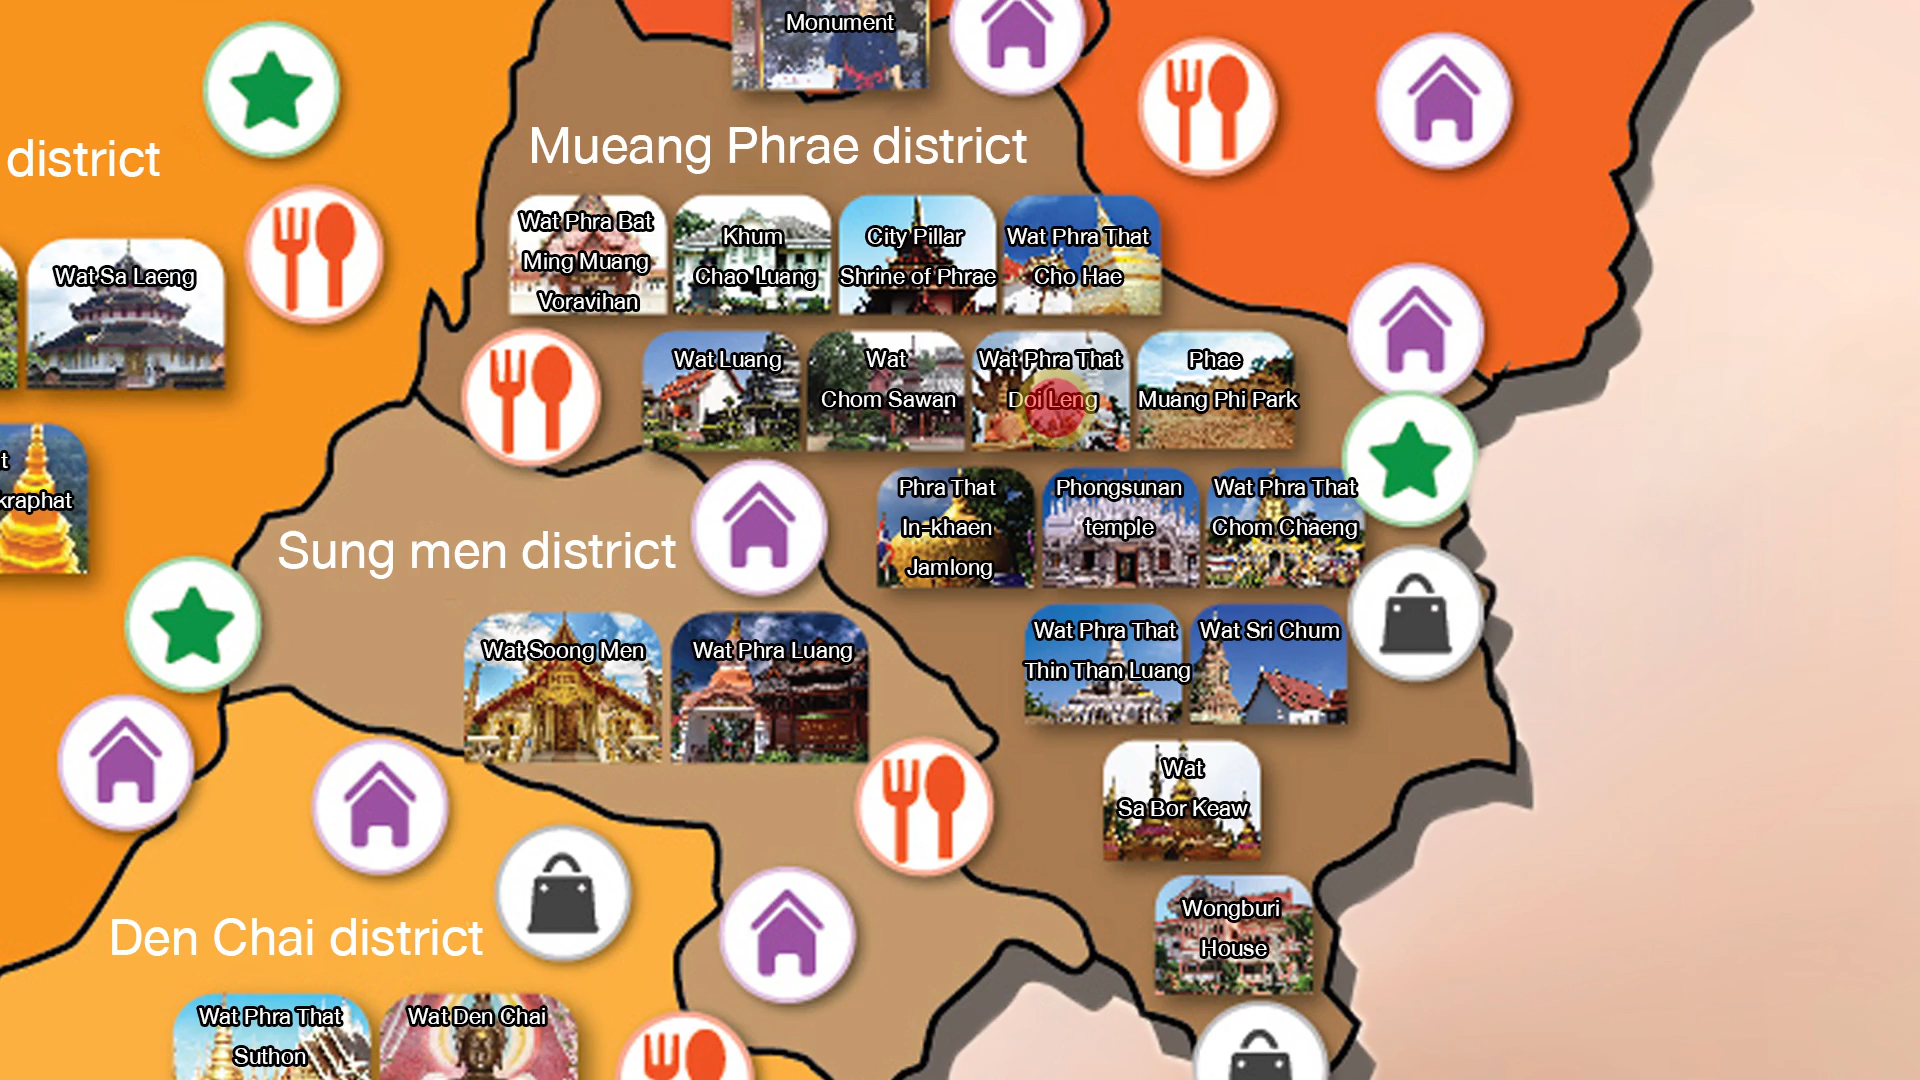 Monument
district
Mueang Phrae district
Wat Phra Bat
Ming Muang
Voravihan
Khum
Chao Luang
City Pillar
Shrine of Phrae
Wat Phra That
Cho Hae
Wat Sa Laeng
Wat Luang
Wat
Chom Sawan
Wat Phra That
Doi Leng
Phae
Muang Phi Park
t
kraphat
Phra That
In-khaen
Jamlong
Phongsunan
temple
Wat Phra That
Chom Chaeng
Sung men district
Wat Soong Men
Wat Phra Luang
Wat Phra That
Thin Than Luang
Wat Sri Chum
Wat
Sa Bor Keaw
Wongburi
House
Den Chai district
Wat Phra That
Suthon
Wat Den Chai